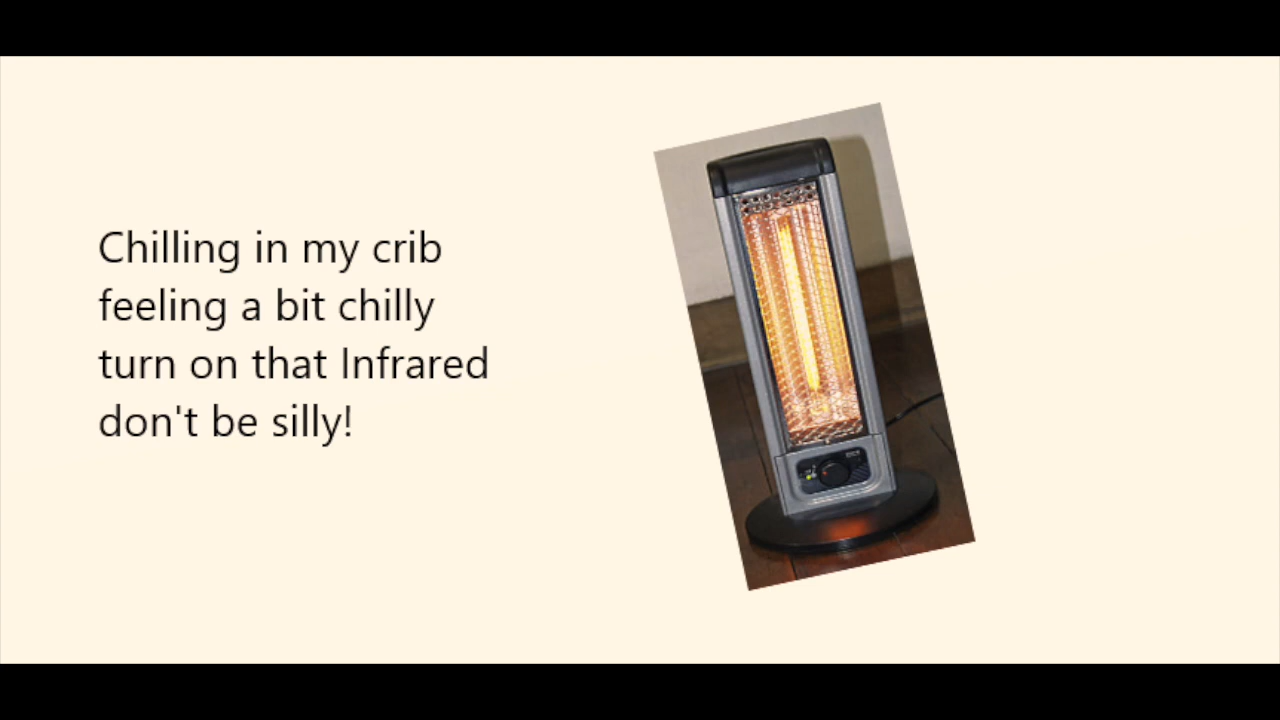 Chilling in my crib
feeling a bit chilly
turn on that Infrared
don't be silly!